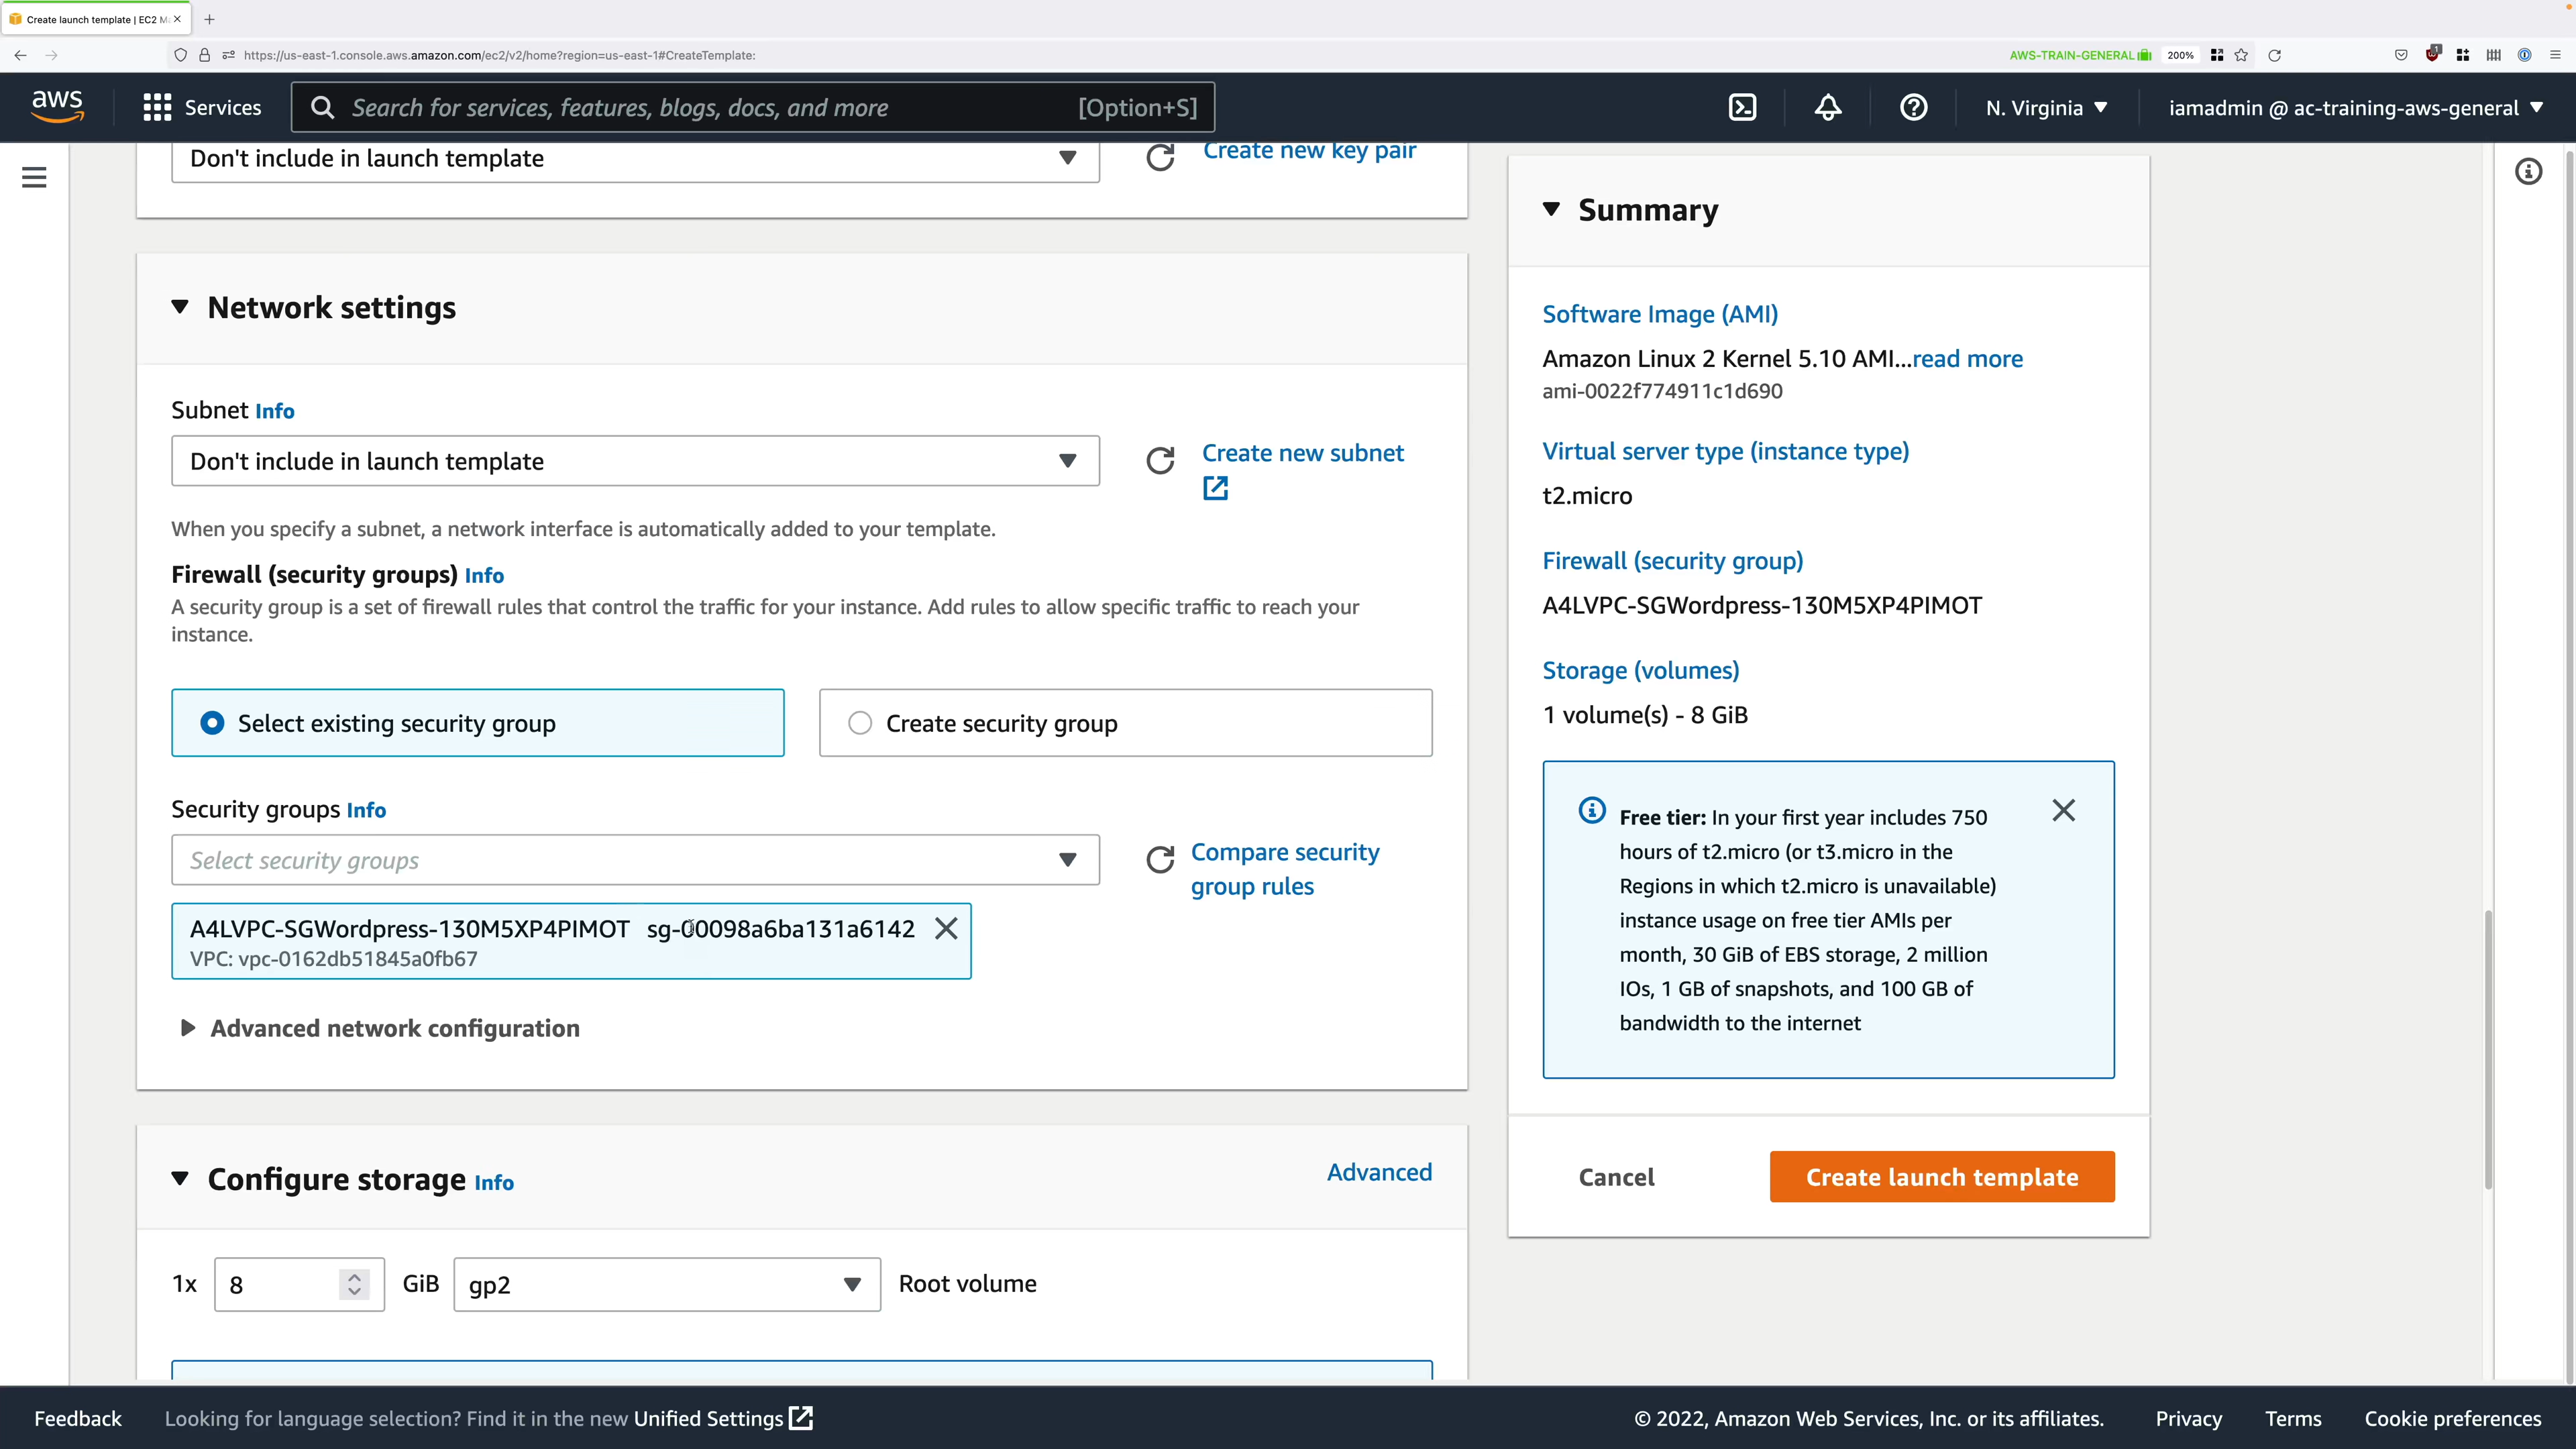 Create launch template | EC2 M
https://us-east-1.console.aws.amazon.com/ec2/v2/home?region=us-east-1#CreateTemplate:
AWS-TRAIN-GENERAL
200%
1
aws
Services
Search for services, features, blogs, docs, and more
[Option+S]
N. Virginia
iamadmin @ ac-training-aws-general
Don't include in launch template
Create new key pair
Network settings
Subnet Info
Don't include in launch template
Create new subnet
When you specify a subnet, a network interface is automatically added to your template.
Firewall (security groups) Info
A security group is a set of firewall rules that control the traffic for your instance. Add rules to allow specific traffic to reach your
instance.
Select existing security group
Create security group
Security groups Info
Select security groups
Compare security
group rules
A4LVPC-SGWordpress-130M5XP4PIMOT sg-00098a6ba131a6142
VPC: vpc-0162db51845a0fb67
Advanced network configuration
Configure storage Info
Advanced
1x 8 GiB gp2 Root volume
Summary
Software Image (AMI)
Amazon Linux 2 Kernel 5.10 AMI...read more
ami-0022f774911c1d690
Virtual server type (instance type)
t2.micro
Firewall (security group)
A4LVPC-SGWordpress-130M5XP4PIMOT
Storage (volumes)
1 volume(s) - 8 GiB
Free tier: In your first year includes 750
hours of t2.micro (or t3.micro in the
Regions in which t2.micro is unavailable)
instance usage on free tier AMIs per
month, 30 GiB of EBS storage, 2 million
IOs, 1 GB of snapshots, and 100 GB of
bandwidth to the internet
Cancel
Create launch template
Feedback
Looking for language selection? Find it in the new Unified Settings
© 2022, Amazon Web Services, Inc. or its affiliates.
Privacy
Terms
Cookie preferences